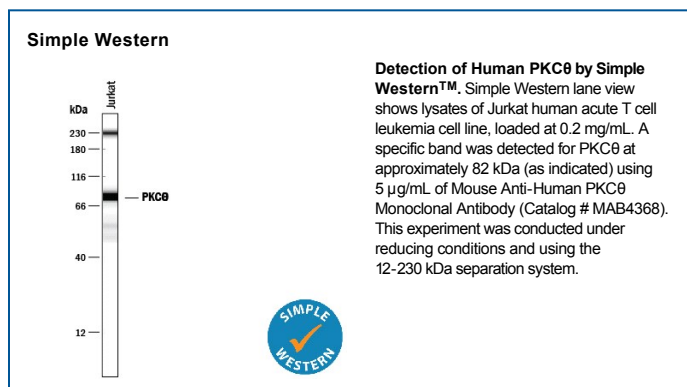 Simple Western
Jurkat
kDa
230
180
116
PKCθ
66
40
12
SIMPLE
WESTERN
Detection of Human PKCθ by Simple
Western™. Simple Western lane view
shows lysates of Jurkat human acute T cell
leukemia cell line, loaded at 0.2 mg/mL. A
specific band was detected for PKCθ at
approximately 82 kDa (as indicated) using
5 µg/mL of Mouse Anti-Human PKCθ
Monoclonal Antibody (Catalog # MAB4368).
This experiment was conducted under
reducing conditions and using the
12-230 kDa separation system.